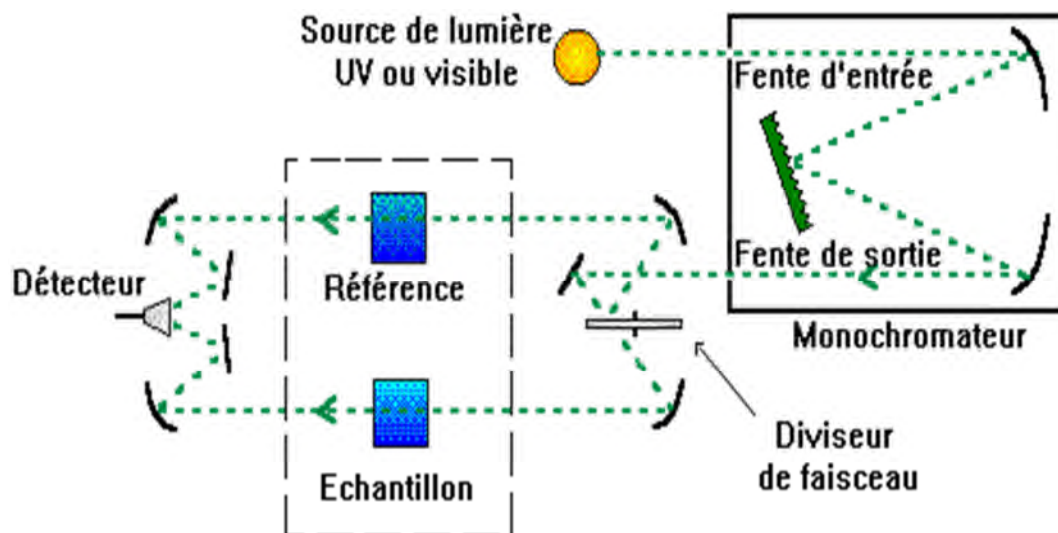 Source de lumière
UV ou visible
Fente d'entrée
Fente de sortie
Monochromateur
Détecteur
Référence
Echantillon
Diviseur
de faisceau